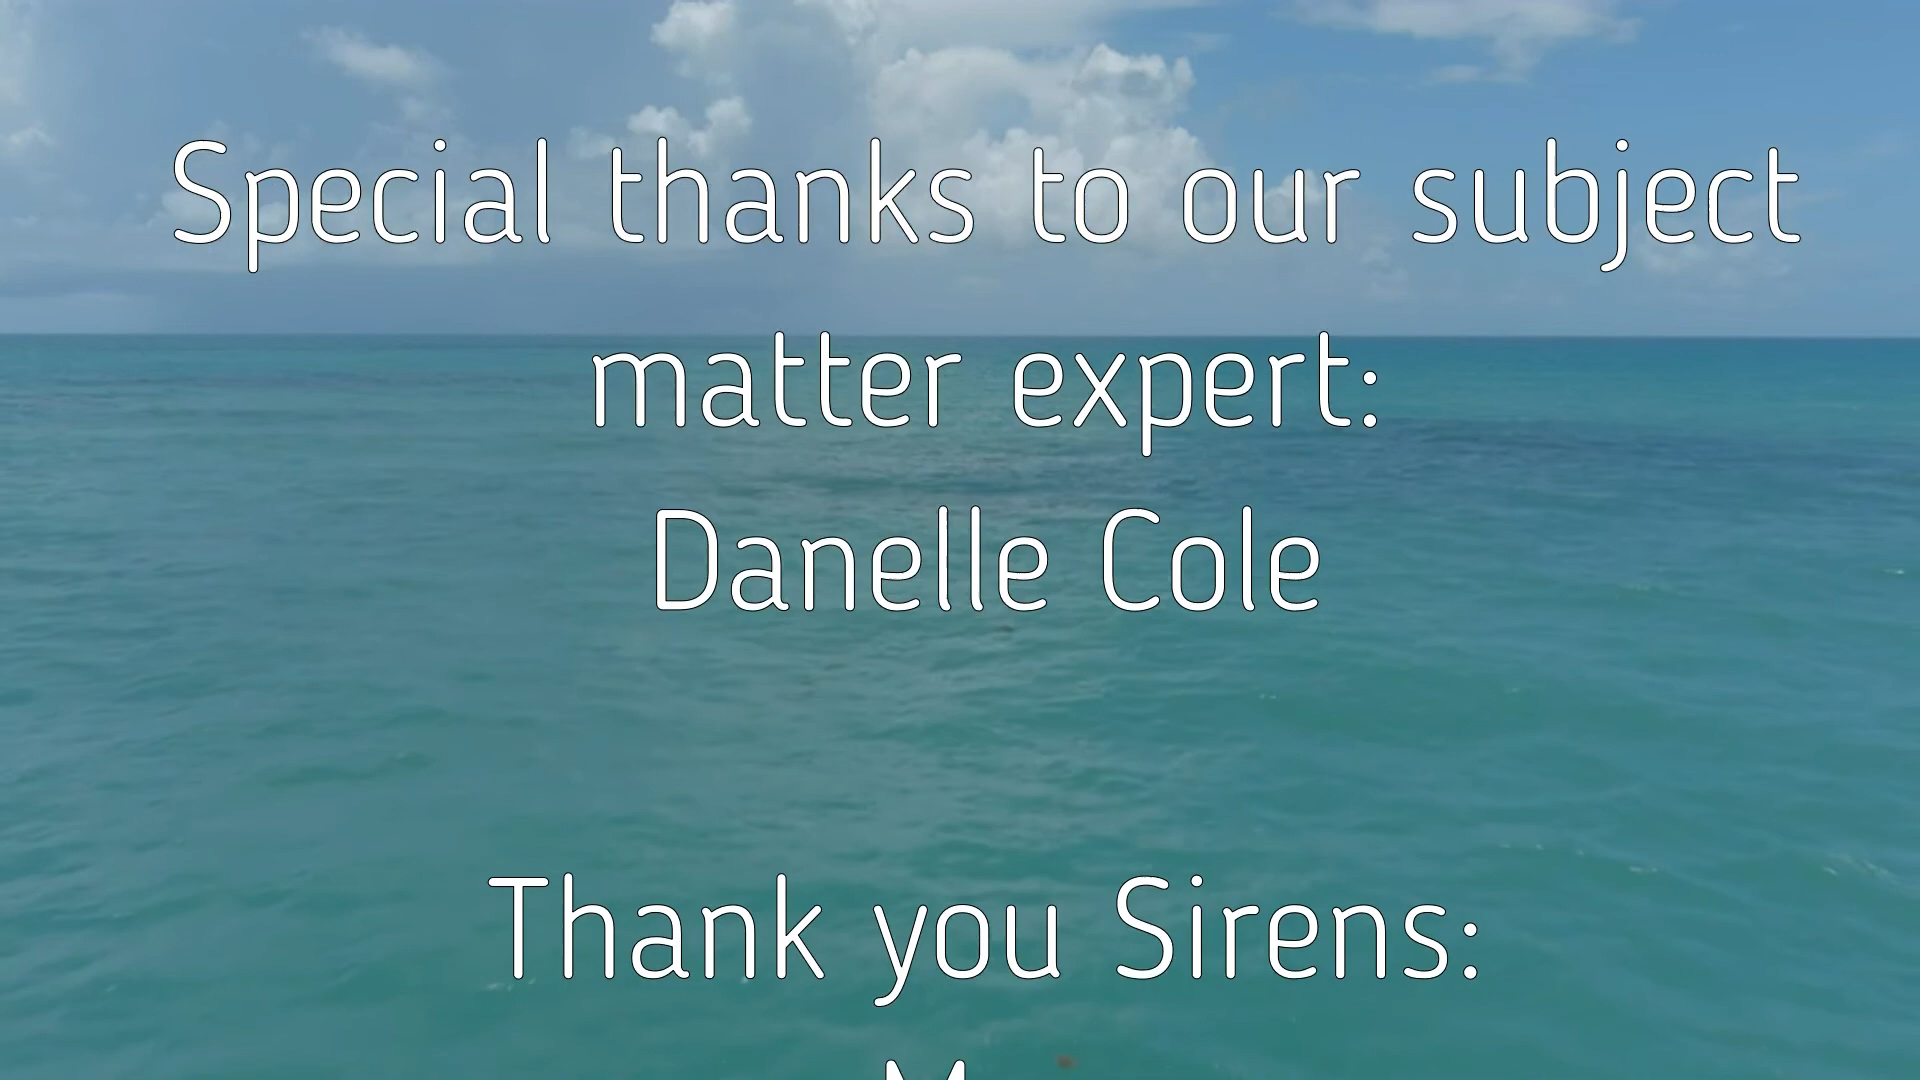 Special thanks to our subject
matter expert:
Danelle Cole
Thank you Sirens: